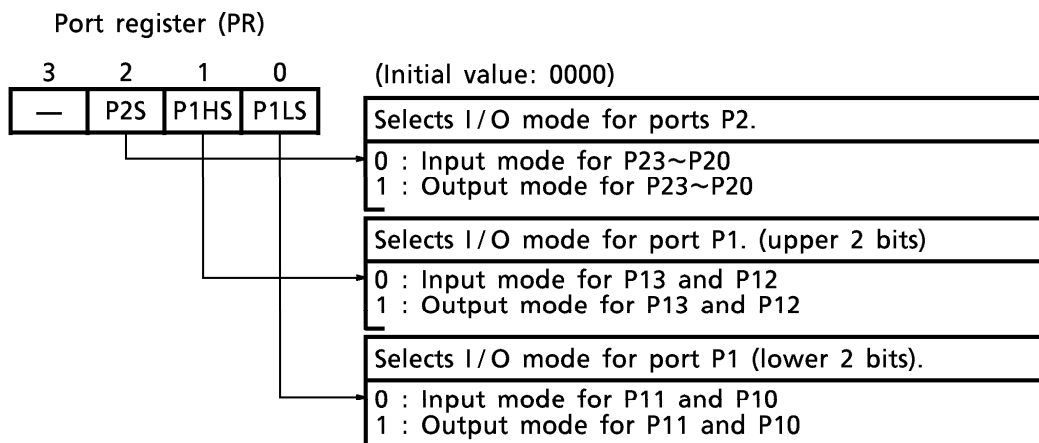 Port register (PR)
3 2 1 0
(Initial value: 0000)
— P2S P1HS P1LS
Selects I/O mode for ports P2.
0 : Input mode for P23~P20
1 : Output mode for P23~P20
Selects I/O mode for port P1. (upper 2 bits)
0 : Input mode for P13 and P12
1 : Output mode for P13 and P12
Selects I/O mode for port P1 (lower 2 bits).
0 : Input mode for P11 and P10
1 : Output mode for P11 and P10